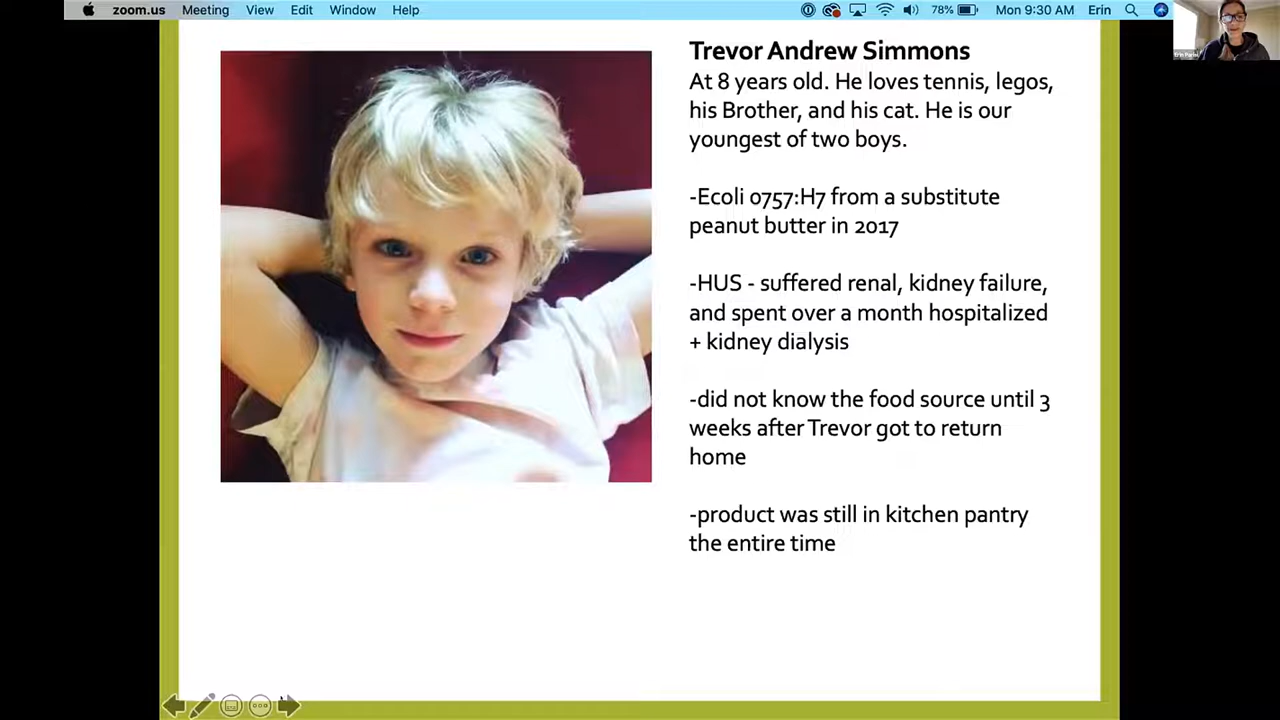 zoom.us Meeting View Edit Window Help 78% Mon 9:30 AM Erin
Trevor Andrew Simmons
At 8 years old. He loves tennis, legos,
his Brother, and his cat. He is our
youngest of two boys.
-Ecoli 0757:H7 from a substitute
peanut butter in 2017
-HUS - suffered renal, kidney failure,
and spent over a month hospitalized
+ kidney dialysis
-did not know the food source until 3
weeks after Trevor got to return
home
-product was still in kitchen pantry
the entire time